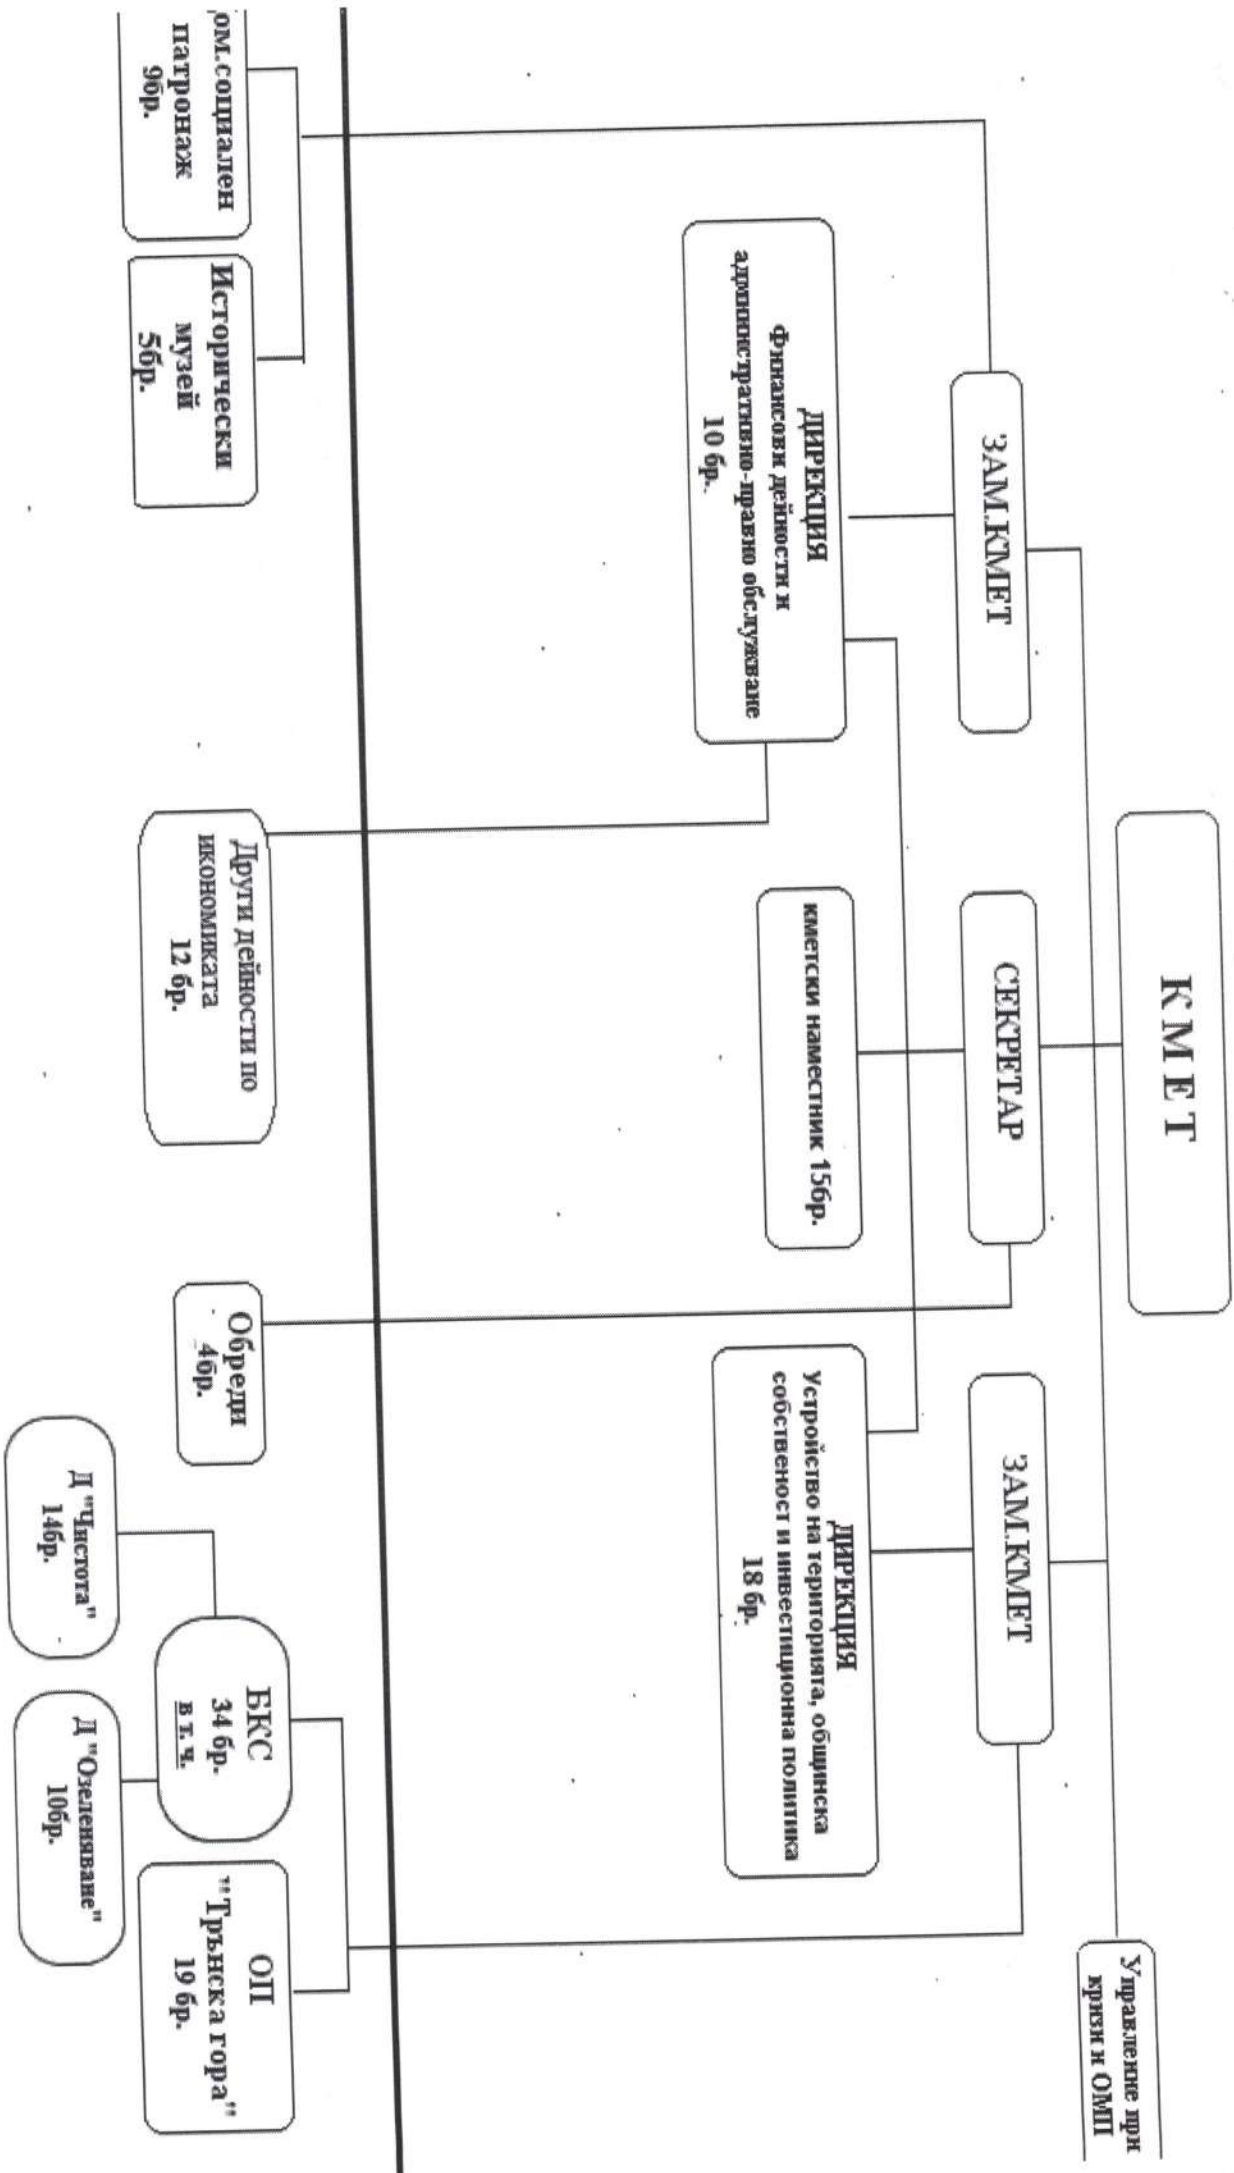 К М Е Т
Управление при
кризи и ОМП
ЗАМ.КМЕТ
СЕКРЕТАР
ЗАМ.КМЕТ
ДИРЕКЦИЯ
Финансови дейности и
административно-правно обслужване
10 бр.
кметски наместник 15бр.
ДИРЕКЦИЯ
Устройство на територията, общинска
собственост и инвестиционна политика
18 бр.
ом.социален
патронаж
9бр.
Исторически
музей
5бр.
Други дейности по
икономиката
12 бр.
Обреди
4бр.
БКС
34 бр.
в т. ч.
ОП
"Трънска гора"
19 бр.
Д "Чистота"
14бр.
Д "Озеленяване"
10бр.